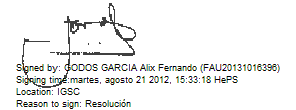 Signed by: GODOS GARCIA Alix Fernando (FAU20131016396)
Signing time:martes, agosto 21 2012, 15:33:18 HePS
Location: IGSC
Reason to sign: Resolución